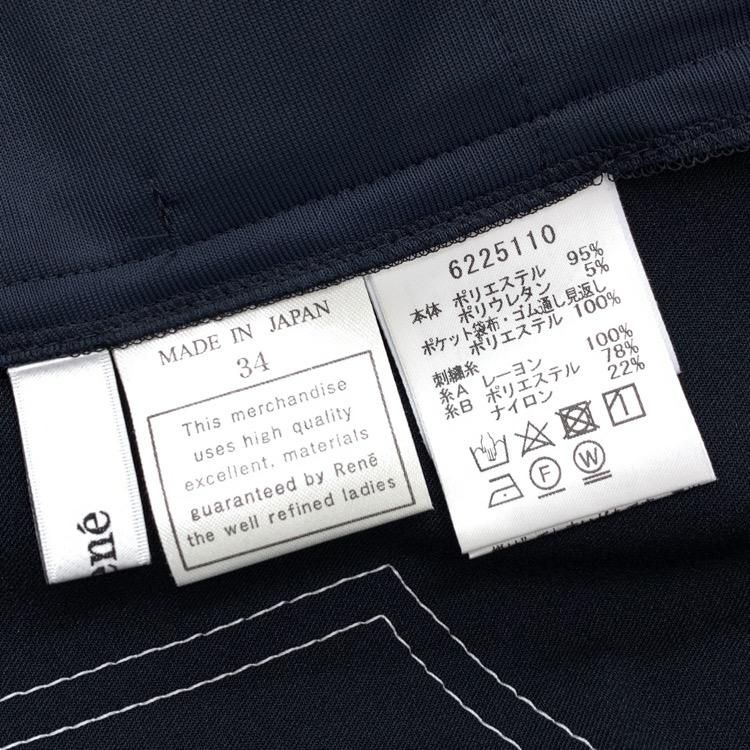 ené
MADE IN JAPAN
34
This merchandise
uses high quality
excellent, materials
guaranteed by René
the well refined ladies
6225110
本体 ポリエステル 95%
ポリウレタン 5%
ポケット袋布・ゴム通し見返し
ポリエステル 100%
刺繍糸
糸A レーヨン 100%
糸B ポリエステル 78%
ナイロン 22%
F
W
1